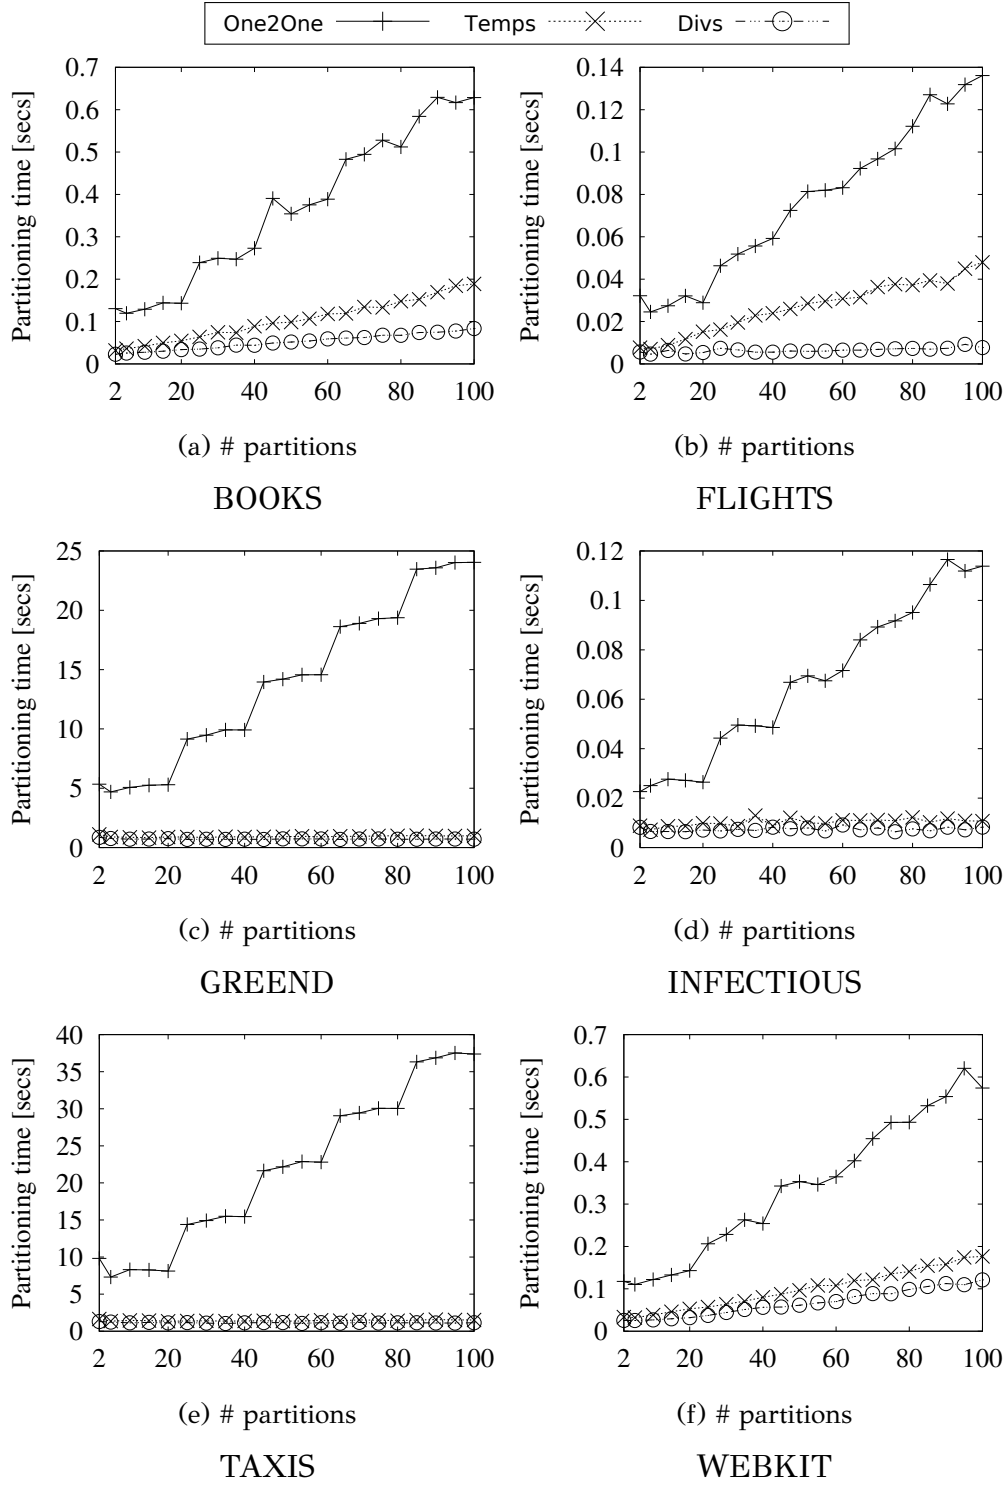 One2One Temps Divs
Partitioning time [secs]
0.7
0.6
0.5
0.4
0.3
0.2
0.1
0
2 20 40 60 80 100
(a) # partitions
BOOKS
Partitioning time [secs]
0.14
0.12
0.1
0.08
0.06
0.04
0.02
0
2 20 40 60 80 100
(b) # partitions
FLIGHTS
Partitioning time [secs]
25
20
15
10
5
0
2 20 40 60 80 100
(c) # partitions
GREEND
Partitioning time [secs]
0.12
0.1
0.08
0.06
0.04
0.02
0
2 20 40 60 80 100
(d) # partitions
INFECTIOUS
Partitioning time [secs]
40
35
30
25
20
15
10
5
0
2 20 40 60 80 100
(e) # partitions
TAXIS
Partitioning time [secs]
0.7
0.6
0.5
0.4
0.3
0.2
0.1
0
2 20 40 60 80 100
(f) # partitions
WEBKIT